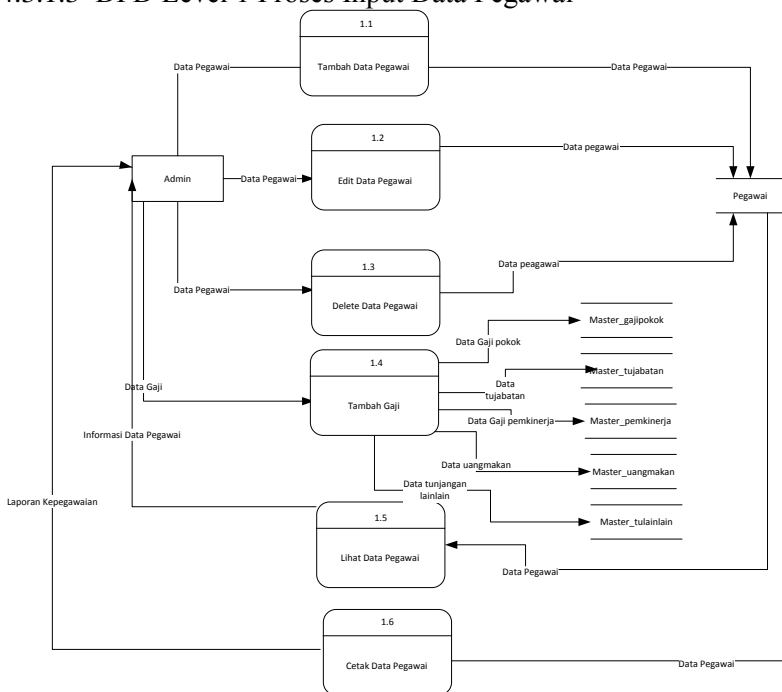 4.3.1.3 DFD Level 1 Proses Input Data Pegawai
1.1
Tambah Data Pegawai
Data Pegawai
Data Pegawai
1.2
Edit Data Pegawai
Data pegawai
Admin
Data Pegawai
Pegawai
1.3
Delete Data Pegawai
Data peagawai
Data Pegawai
Master_gajipokok
Data Gaji pokok
1.4
Tambah Gaji
Master_tujabatan
Data
tujabatan
Data Gaji
Data Gaji pemkinerja
Master_pemkinerja
Informasi Data Pegawai
Data uangmakan
Master_uangmakan
Data tunjangan
lainlain
Laporan Kepegawaian
Master_tulainlain
1.5
Lihat Data Pegawai
Data Pegawai
1.6
Cetak Data Pegawai
Data Pegawai